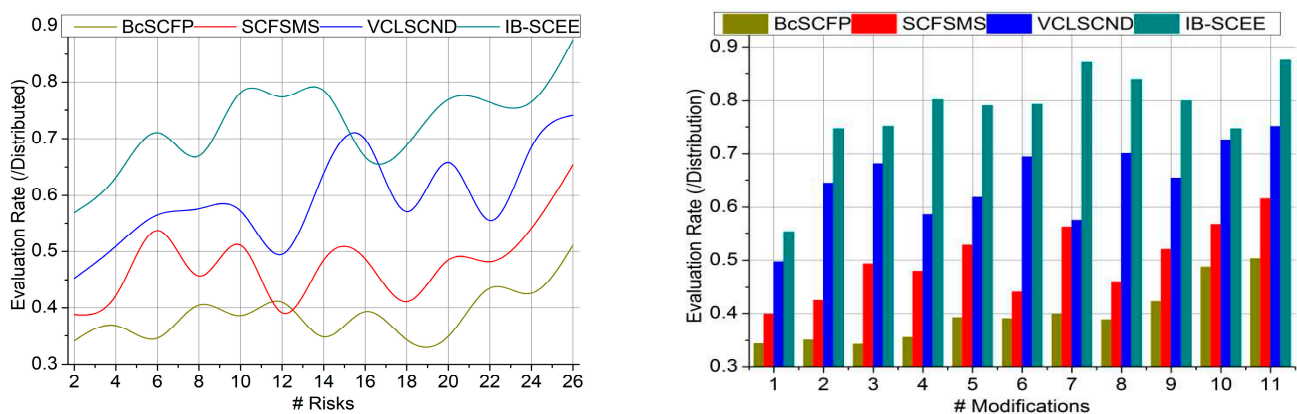 BcSCFP SCFSMS VCLSCND IB-SCEE
Evaluation Rate (/Distributed)
0.9
0.8
0.7
0.6
0.5
0.4
0.3
2 4 6 8 10 12 14 16 18 20 22 24 26
# Risks
BcSCFP SCFSMS VCLSCND IB-SCEE
Evaluation Rate (/Distribution)
0.9
0.8
0.7
0.6
0.5
0.4
0.3
1 2 3 4 5 6 7 8 9 10 11
# Modifications